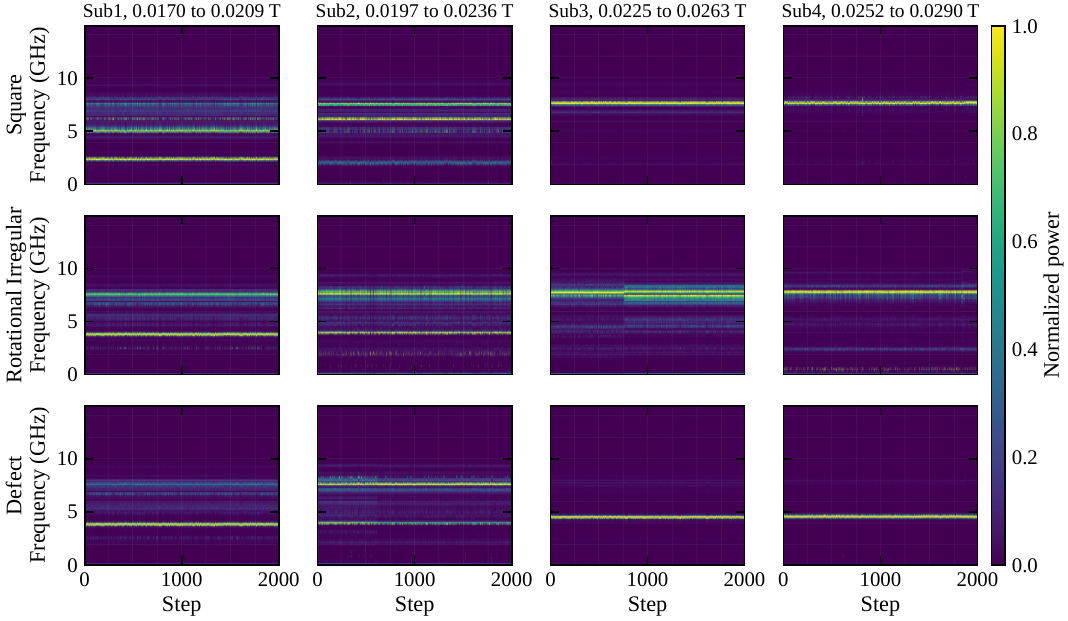 Sub1, 0.0170 to 0.0209 T
Sub2, 0.0197 to 0.0236 T
Sub3, 0.0225 to 0.0263 T
Sub4, 0.0252 to 0.0290 T
Square
Frequency (GHz)
10
5
0
Rotational Irregular
Frequency (GHz)
10
5
0
Defect
Frequency (GHz)
10
5
0
0 1000 2000
0 1000 2000
0 1000 2000
0 1000 2000
Step
Step
Step
Step
1.0
0.8
0.6
0.4
0.2
0.0
Normalized power